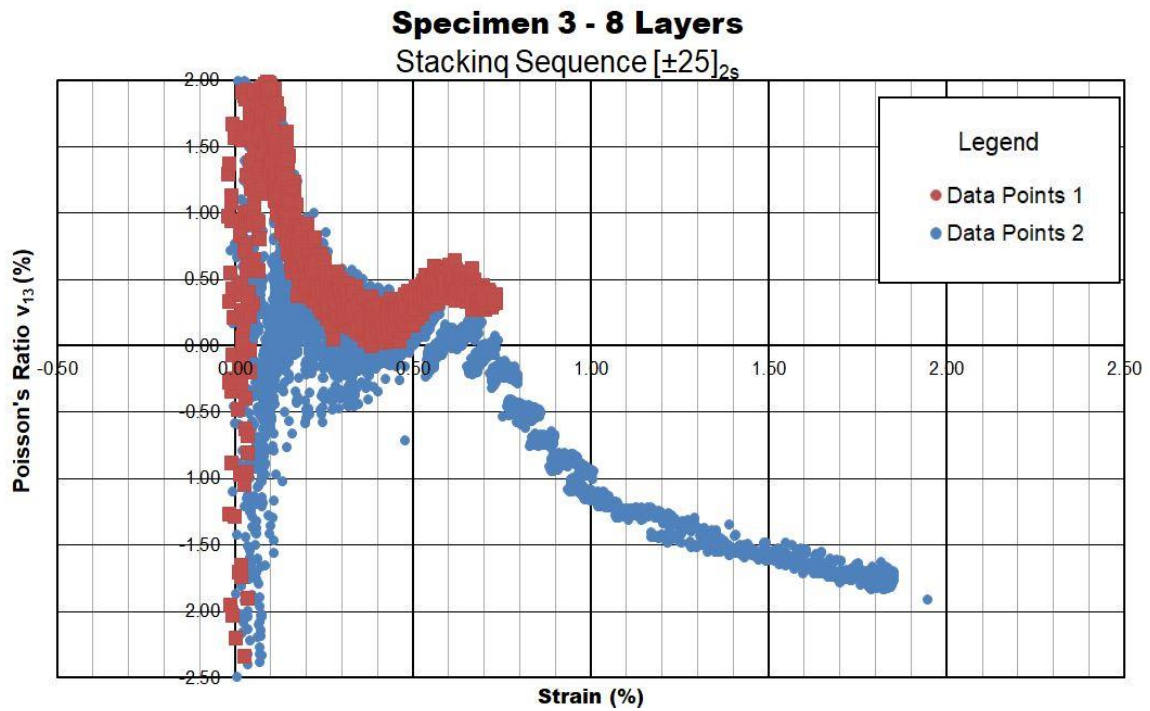 Specimen 3 - 8 Layers
Stacking Sequence [±25]2s
2.00
1.50
1.00
0.50
0.00
-0.50
1.00
-1.50
2.00
-2.50
-0.50
0.00
0.50
1.00
1.50
2.00
2.50
Legend
Data Points 1
Data Points 2
Poisson's Ratio v13 (%)
Strain (%)